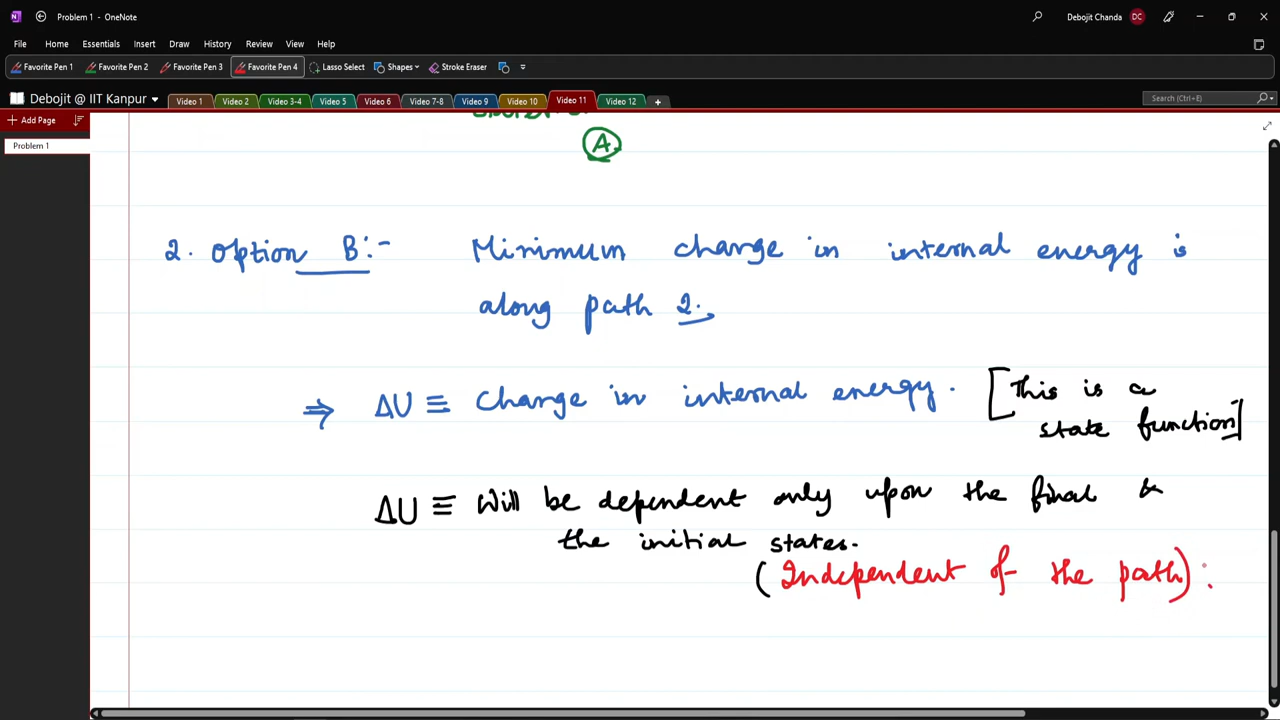 Problem 1 - OneNote
Debojit Chanda DC
File Home Essentials Insert Draw History Review View Help
Favorite Pen 1 Favorite Pen 2 Favorite Pen 3 Favorite Pen 4 Lasso Select Shapes Stroke Eraser
Debojit @ IIT Kanpur Video 1 Video 2 Video 3-4 Video 5 Video 6 Video 7-8 Video 9 Video 10 Video 11 Video 12 Search (Ctrl+E)
Add Page
Problem 1
A
2. Option B:- Minimum change in internal energy is
along path 2.
⇒ ΔU ≡ Change in internal energy. [This is a
state function]
ΔU ≡ Will be dependent only upon the final &
the initial states.
(Independent of the path):